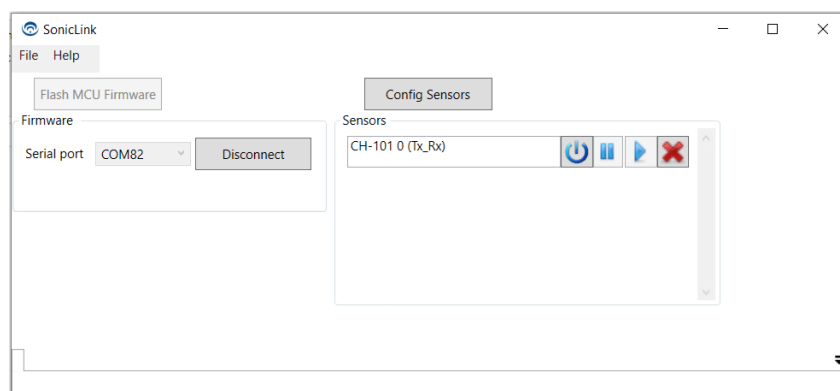 SonicLink
File Help
Flash MCU Firmware
Config Sensors
Firmware
Serial port COM82 Disconnect
Sensors
CH-101 0 (Tx_Rx)